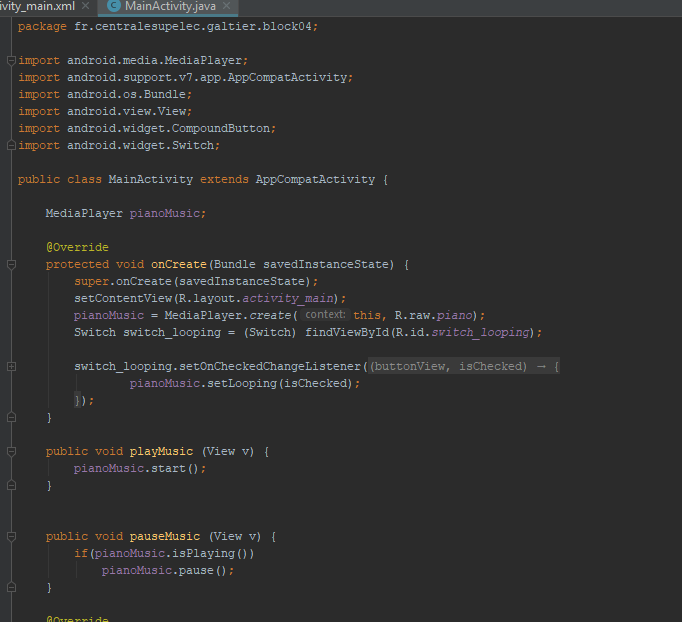 ivity_main.xml × MainActivity.java ×
package fr.centralesupelec.galtier.block04;
import android.media.MediaPlayer;
import android.support.v7.app.AppCompatActivity;
import android.os.Bundle;
import android.view.View;
import android.widget.CompoundButton;
import android.widget.Switch;
public class MainActivity extends AppCompatActivity {
MediaPlayer pianoMusic;
@Override
protected void onCreate(Bundle savedInstanceState) {
super.onCreate(savedInstanceState);
setContentView(R.layout.activity_main);
pianoMusic = MediaPlayer.create( context: this, R.raw.piano);
Switch switch_looping = (Switch) findViewById(R.id.switch_looping);
switch_looping.setOnCheckedChangeListener((buttonView, isChecked) → {
pianoMusic.setLooping(isChecked);
});
}
public void playMusic (View v) {
pianoMusic.start();
}
public void pauseMusic (View v) {
if(pianoMusic.isPlaying())
pianoMusic.pause();
}
@Override